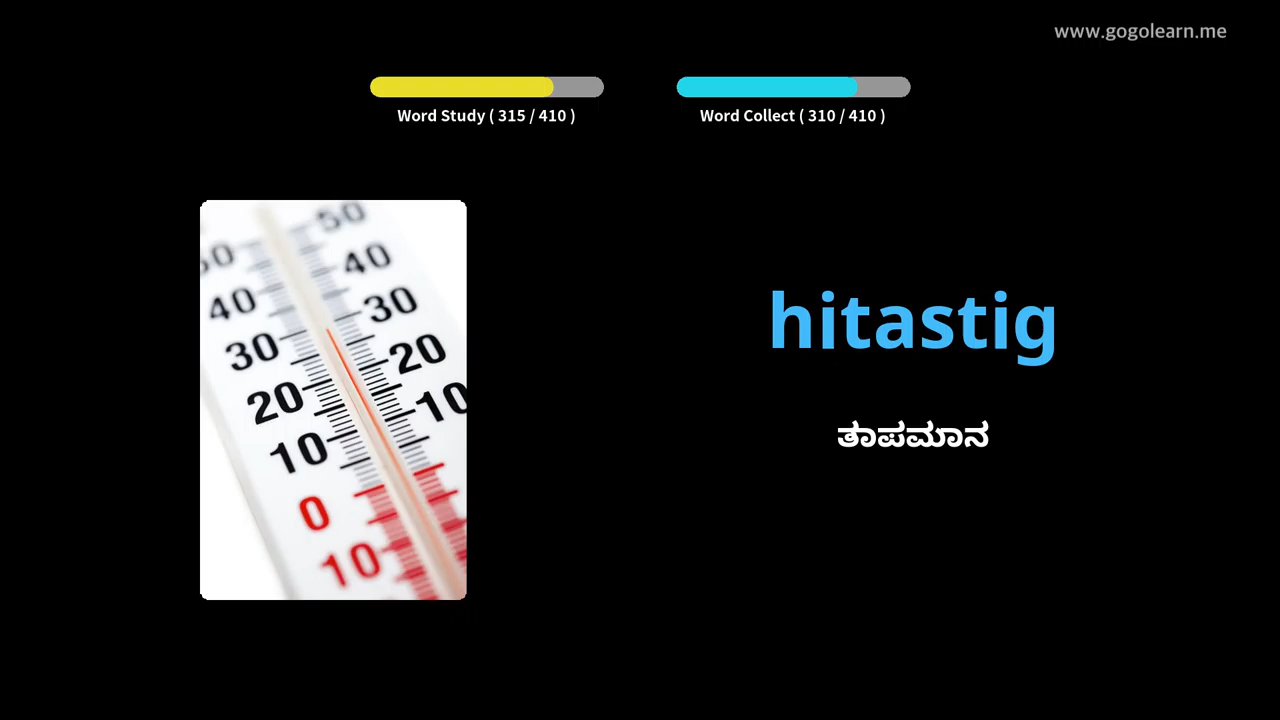 www.gogolearn.me
Word Study ( 315 / 410 )
Word Collect ( 310 / 410 )
50
50
40
40
30
30
20
20
10
10
0
10
hitastig
ತಾಪಮಾನ